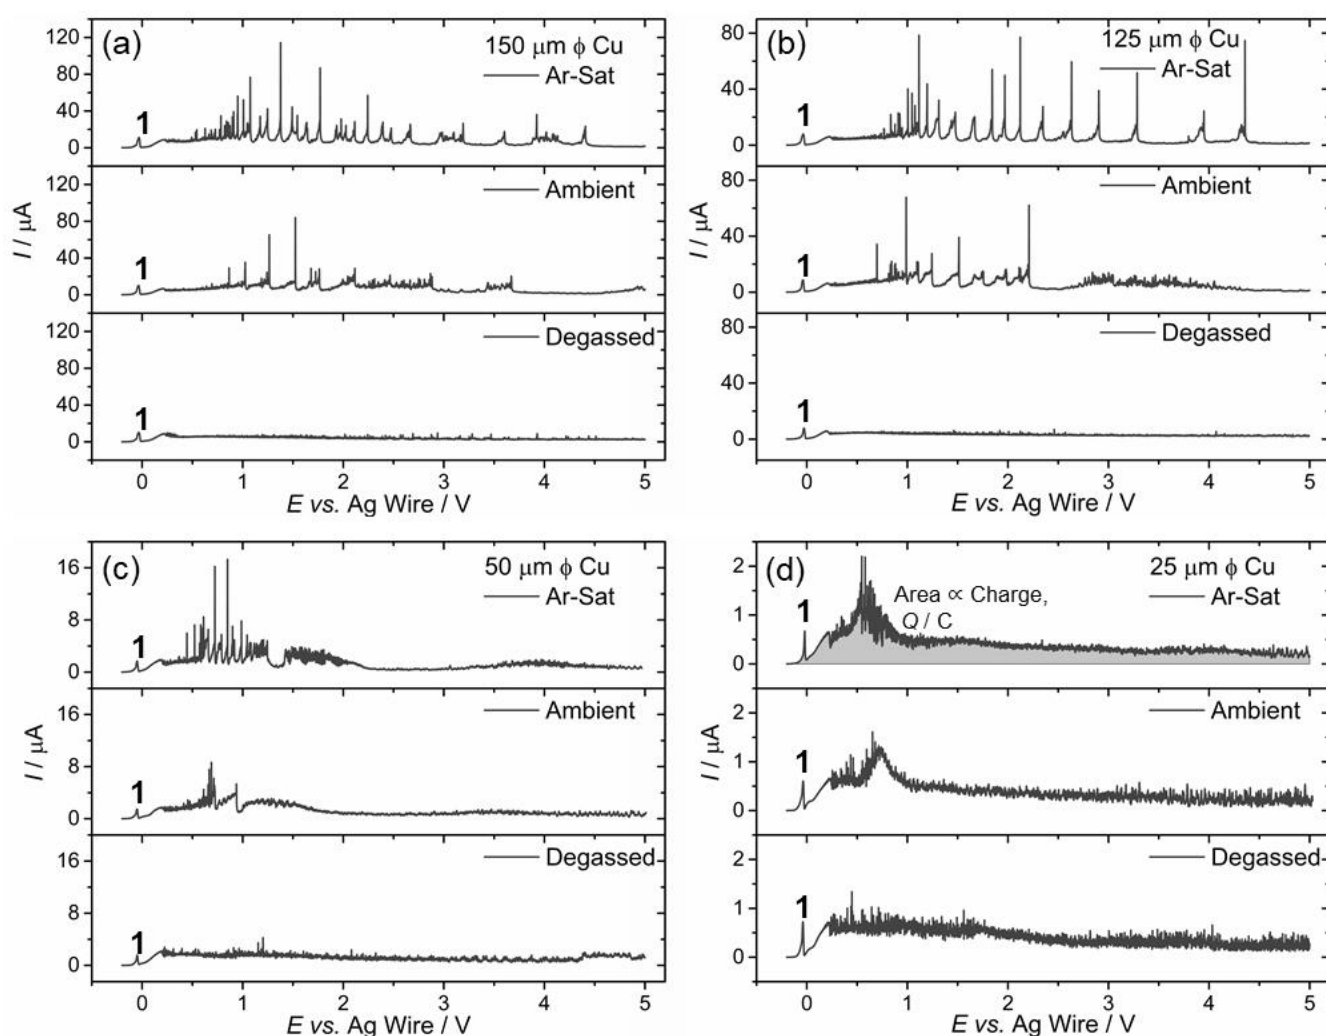 (a)
150 μm ϕ Cu
Ar-Sat
1
120
80
40
0
Ambient
1
120
80
40
0
Degassed
1
120
80
40
0
I / μA
0 1 2 3 4 5
E vs. Ag Wire / V
(b)
125 μm ϕ Cu
Ar-Sat
1
80
40
0
Ambient
1
80
40
0
Degassed
1
80
40
0
I / μA
0 1 2 3 4 5
E vs. Ag Wire / V
(c)
50 μm ϕ Cu
Ar-Sat
1
16
8
0
Ambient
1
16
8
0
Degassed
1
16
8
0
I / μA
0 1 2 3 4 5
E vs. Ag Wire / V
(d)
25 μm ϕ Cu
Ar-Sat
Area ∝ Charge,
Q / C
1
2
1
0
Ambient
1
2
1
0
Degassed
1
2
1
0
I / μA
0 1 2 3 4 5
E vs. Ag Wire / V